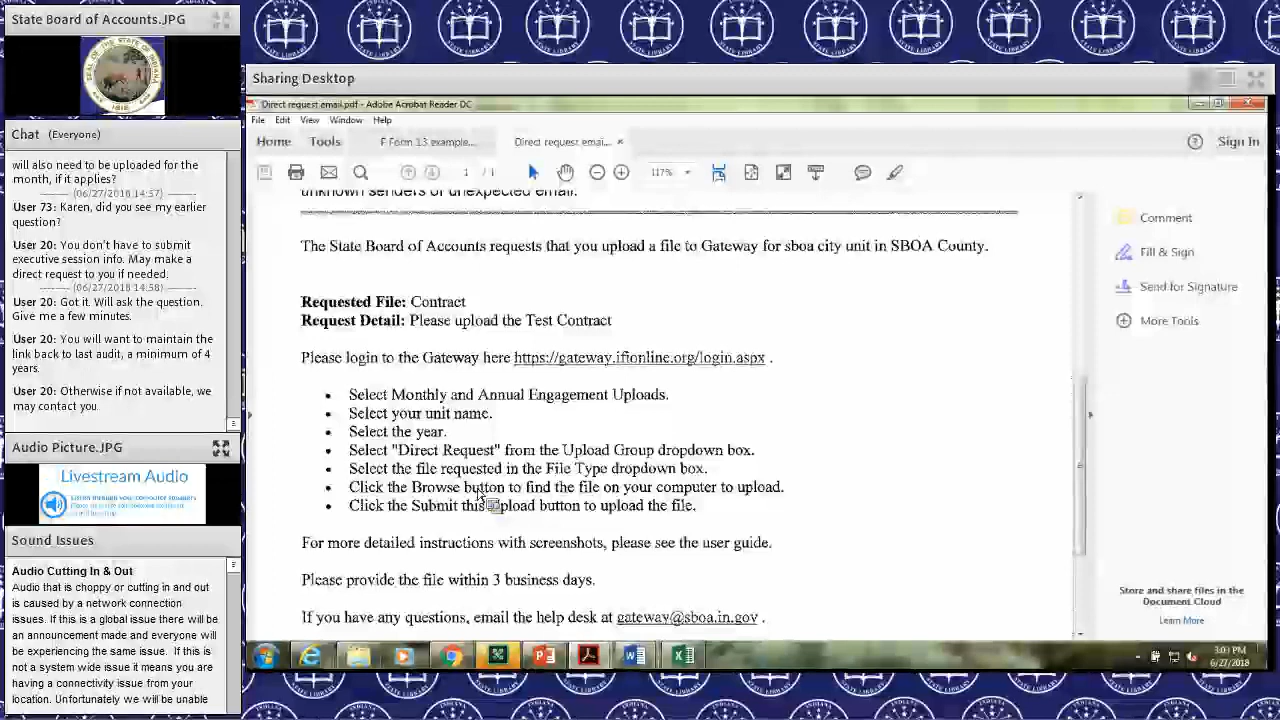 State Board of Accounts.JPG
Chat (Everyone)
will also need to be uploaded for the
month, if it applies?
(06/27/2018 14:57)
User 73: Karen, did you see my earlier
question?
User 20: You don't have to submit
executive session info. May make a
direct request to you if needed.
(06/27/2018 14:58)
User 20: Got it. Will ask the question.
Give me a few minutes.
User 20: You will want to maintain the
link back to last audit, a minimum of 4
years.
User 20: Otherwise if not available, we
may contact you.
Audio Picture.JPG
Livestream Audio
Sound Issues
Audio Cutting In & Out
Audio that is choppy or cutting in and out
is caused by a network connection
issues. If this is a global issue there will
be an announcement made and everyone
will be experiencing the same issue. If this
is not a system wide issue it means you are
having a connectivity issue from your
location. Unfortunately we will be unable
Sharing Desktop
Direct request email.pdf - Adobe Acrobat Reader DC
File Edit View Window Help
Home Tools F Form 13 example... Direct request emai... × Sign In
1 / 1 117%
unknown senders or unexpected email.
The State Board of Accounts requests that you upload a file to Gateway for sboa city unit in SBOA County.
Requested File: Contract
Request Detail: Please upload the Test Contract
Please login to the Gateway here https://gateway.ifionline.org/login.aspx .
• Select Monthly and Annual Engagement Uploads.
• Select your unit name.
• Select the year.
• Select "Direct Request" from the Upload Group dropdown box.
• Select the file requested in the File Type dropdown box.
• Click the Browse button to find the file on your computer to upload.
• Click the Submit this upload button to upload the file.
For more detailed instructions with screenshots, please see the user guide.
Please provide the file within 3 business days.
If you have any questions, email the help desk at gateway@sboa.in.gov .
Comment
Fill & Sign
Send for Signature
More Tools
Store and share files in the
Document Cloud
Learn More
3:03 PM
6/27/2018